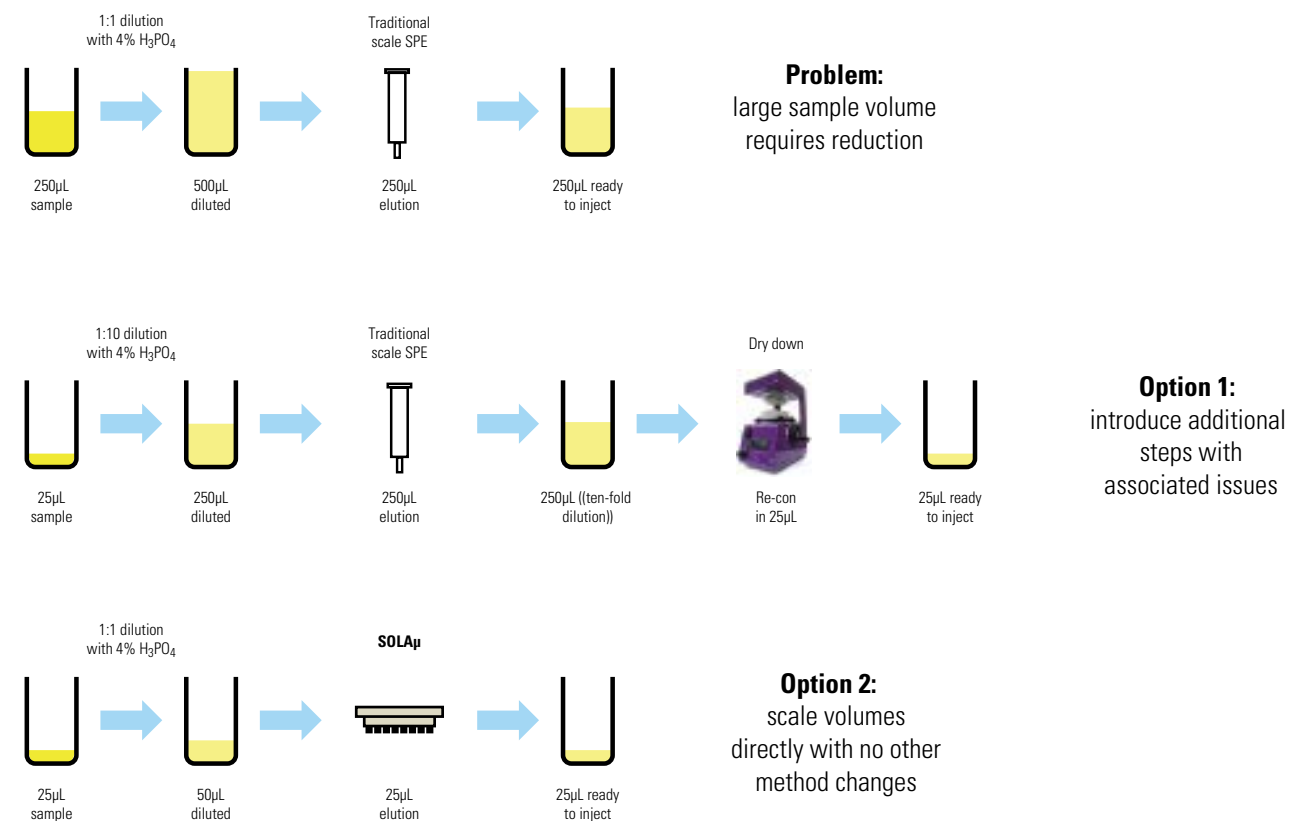 1:1 dilution
with 4% H₃PO₄
Traditional
scale SPE
250µL
sample
500µL
diluted
250µL
elution
250µL ready
to inject
Problem:
large sample volume
requires reduction
1:10 dilution
with 4% H₃PO₄
Traditional
scale SPE
Dry down
25µL
sample
250µL
diluted
250µL
elution
250µL ((ten-fold
dilution))
Re-con
in 25µL
25µL ready
to inject
Option 1:
introduce additional
steps with
associated issues
1:1 dilution
with 4% H₃PO₄
SOLAµ
25µL
sample
50µL
diluted
25µL
elution
25µL ready
to inject
Option 2:
scale volumes
directly with no other
method changes